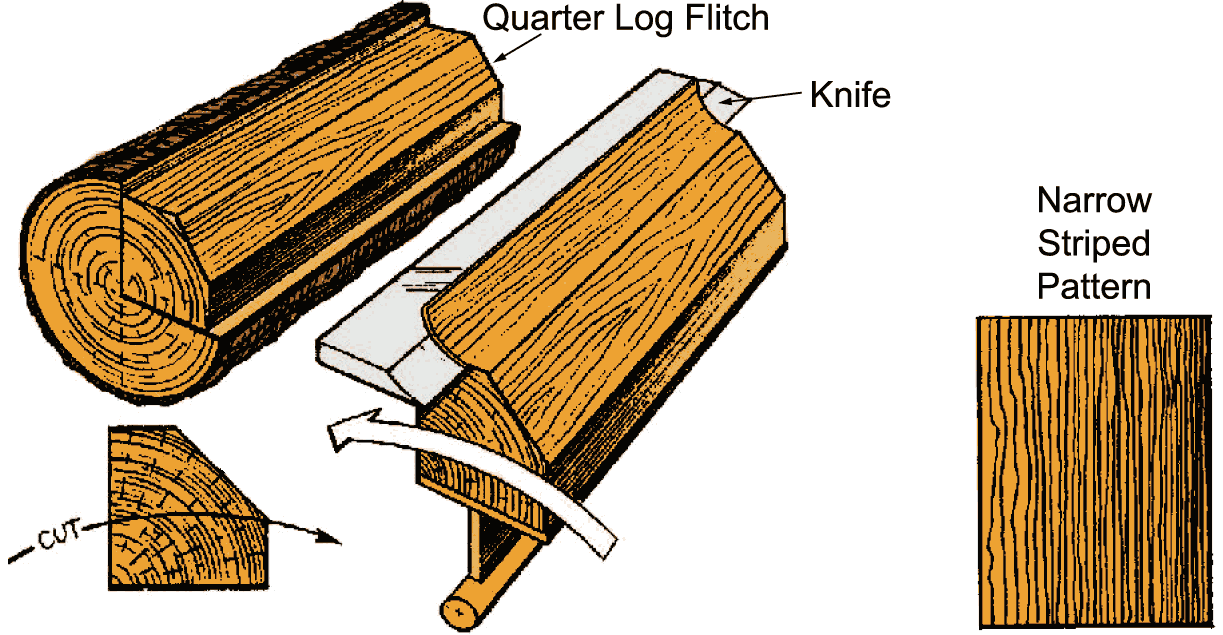 Quarter Log Flitch
Knife
Narrow
Striped
Pattern
CUT